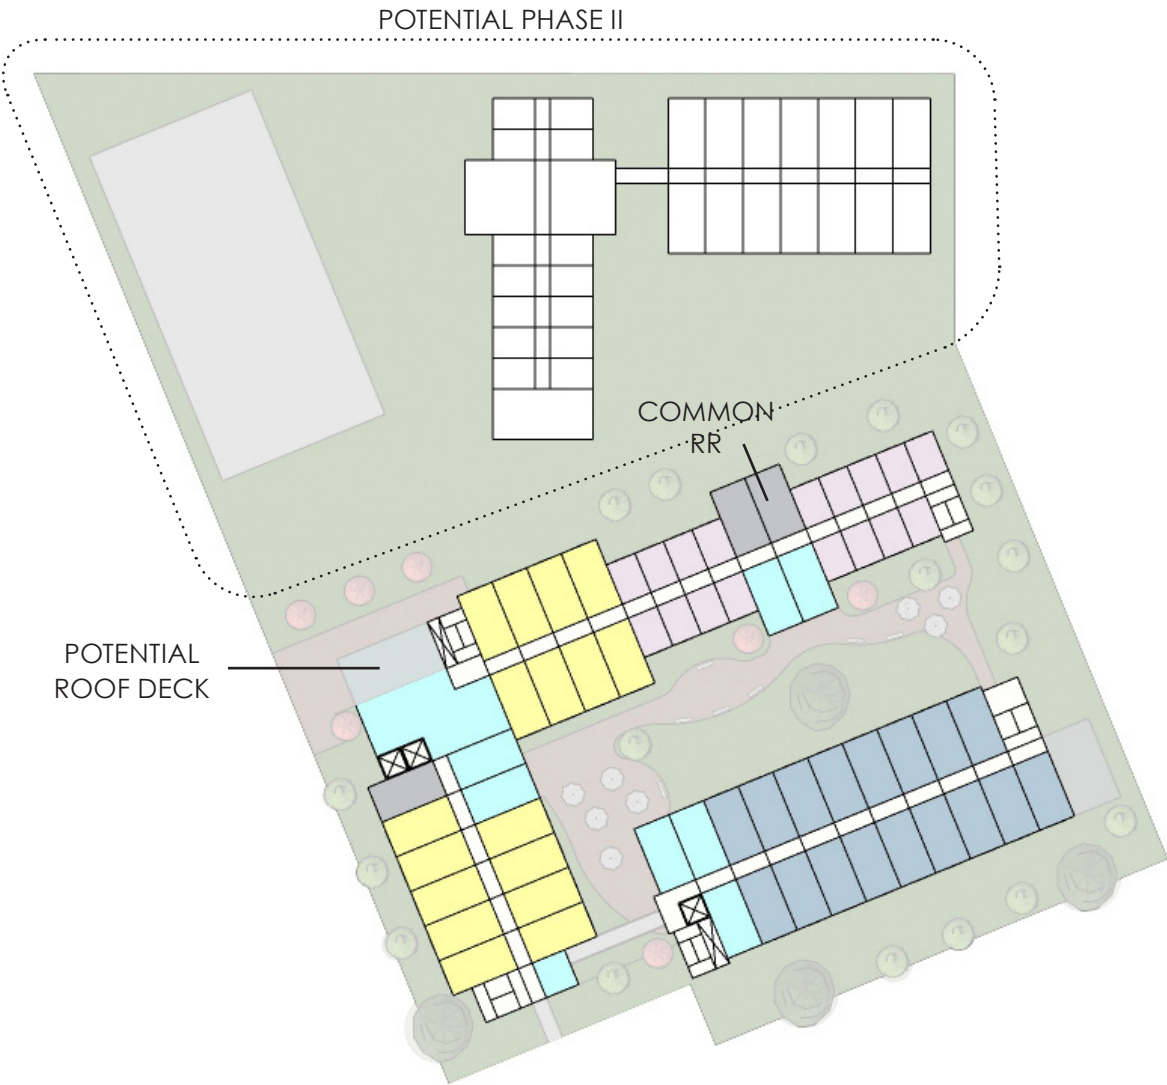 POTENTIAL PHASE II
COMMON
RR
POTENTIAL
ROOF DECK